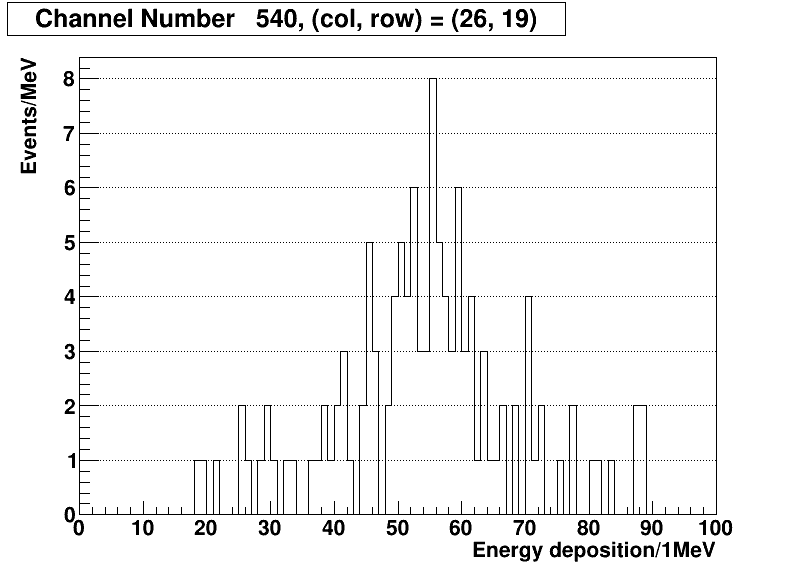 Channel Number   540, (col, row) = (26, 19)
Events/MeV
8
7
6
5
4
3
2
1
0
0 10 20 30 40 50 60 70 80 90 100
Energy deposition/1MeV